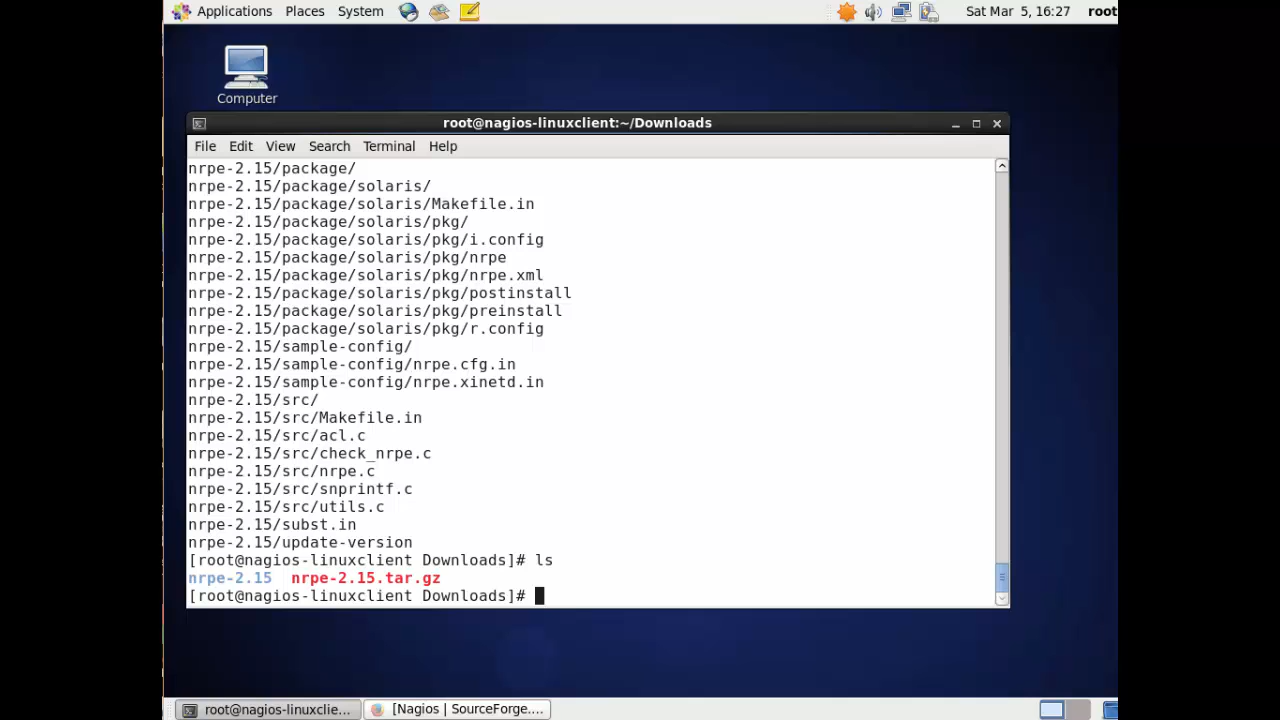 Applications Places System Sat Mar 5, 16:27 root
Computer
root@nagios-linuxclient:~/Downloads
File Edit View Search Terminal Help
nrpe-2.15/package/
nrpe-2.15/package/solaris/
nrpe-2.15/package/solaris/Makefile.in
nrpe-2.15/package/solaris/pkg/
nrpe-2.15/package/solaris/pkg/i.config
nrpe-2.15/package/solaris/pkg/nrpe
nrpe-2.15/package/solaris/pkg/nrpe.xml
nrpe-2.15/package/solaris/pkg/postinstall
nrpe-2.15/package/solaris/pkg/preinstall
nrpe-2.15/package/solaris/pkg/r.config
nrpe-2.15/sample-config/
nrpe-2.15/sample-config/nrpe.cfg.in
nrpe-2.15/sample-config/nrpe.xinetd.in
nrpe-2.15/src/
nrpe-2.15/src/Makefile.in
nrpe-2.15/src/acl.c
nrpe-2.15/src/check_nrpe.c
nrpe-2.15/src/nrpe.c
nrpe-2.15/src/snprintf.c
nrpe-2.15/src/utils.c
nrpe-2.15/subst.in
nrpe-2.15/update-version
[root@nagios-linuxclient Downloads]# ls
nrpe-2.15 nrpe-2.15.tar.gz
[root@nagios-linuxclient Downloads]#
root@nagios-linuxclie... [Nagios | SourceForge....